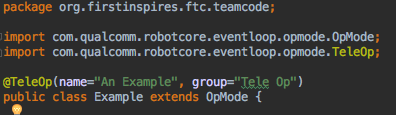 package org.firstinspires.ftc.teamcode;
import com.qualcomm.robotcore.eventloop.opmode.OpMode;
import com.qualcomm.robotcore.eventloop.opmode.TeleOp;
@TeleOp(name="An Example", group="Tele Op")
public class Example extends OpMode {